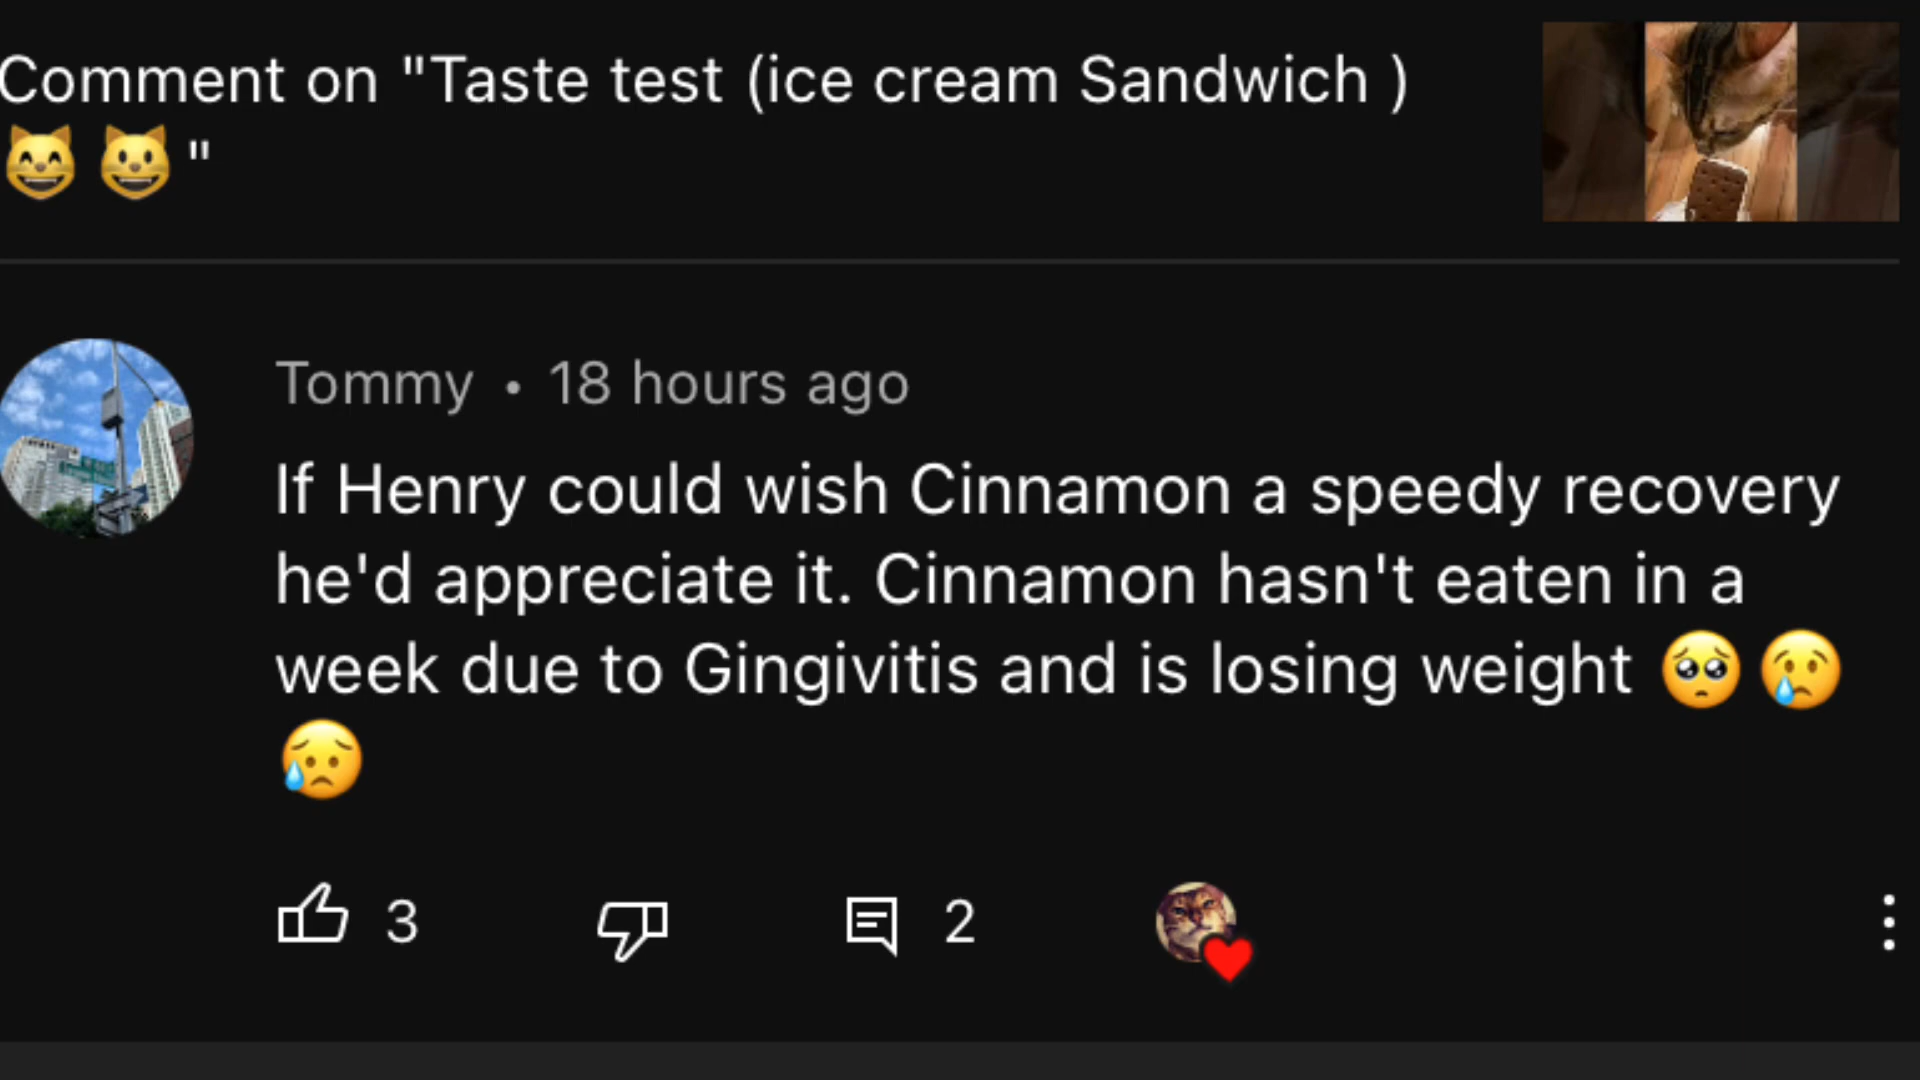 Comment on "Taste test (ice cream Sandwich )
😸 😺 "
Tommy • 18 hours ago
If Henry could wish Cinnamon a speedy recovery
he'd appreciate it. Cinnamon hasn't eaten in a
week due to Gingivitis and is losing weight 🥺 😢
😥
3
2